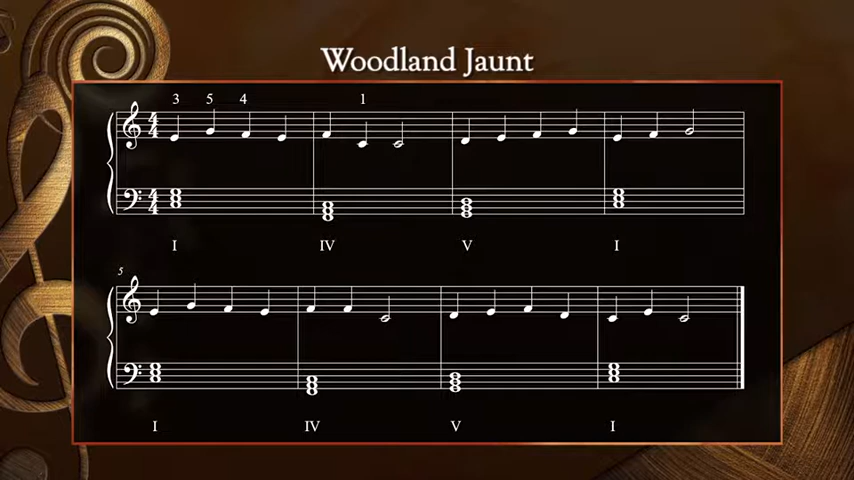 Woodland Jaunt
3 5 4 1
4 4
4 4
I IV V I
5
I IV V I